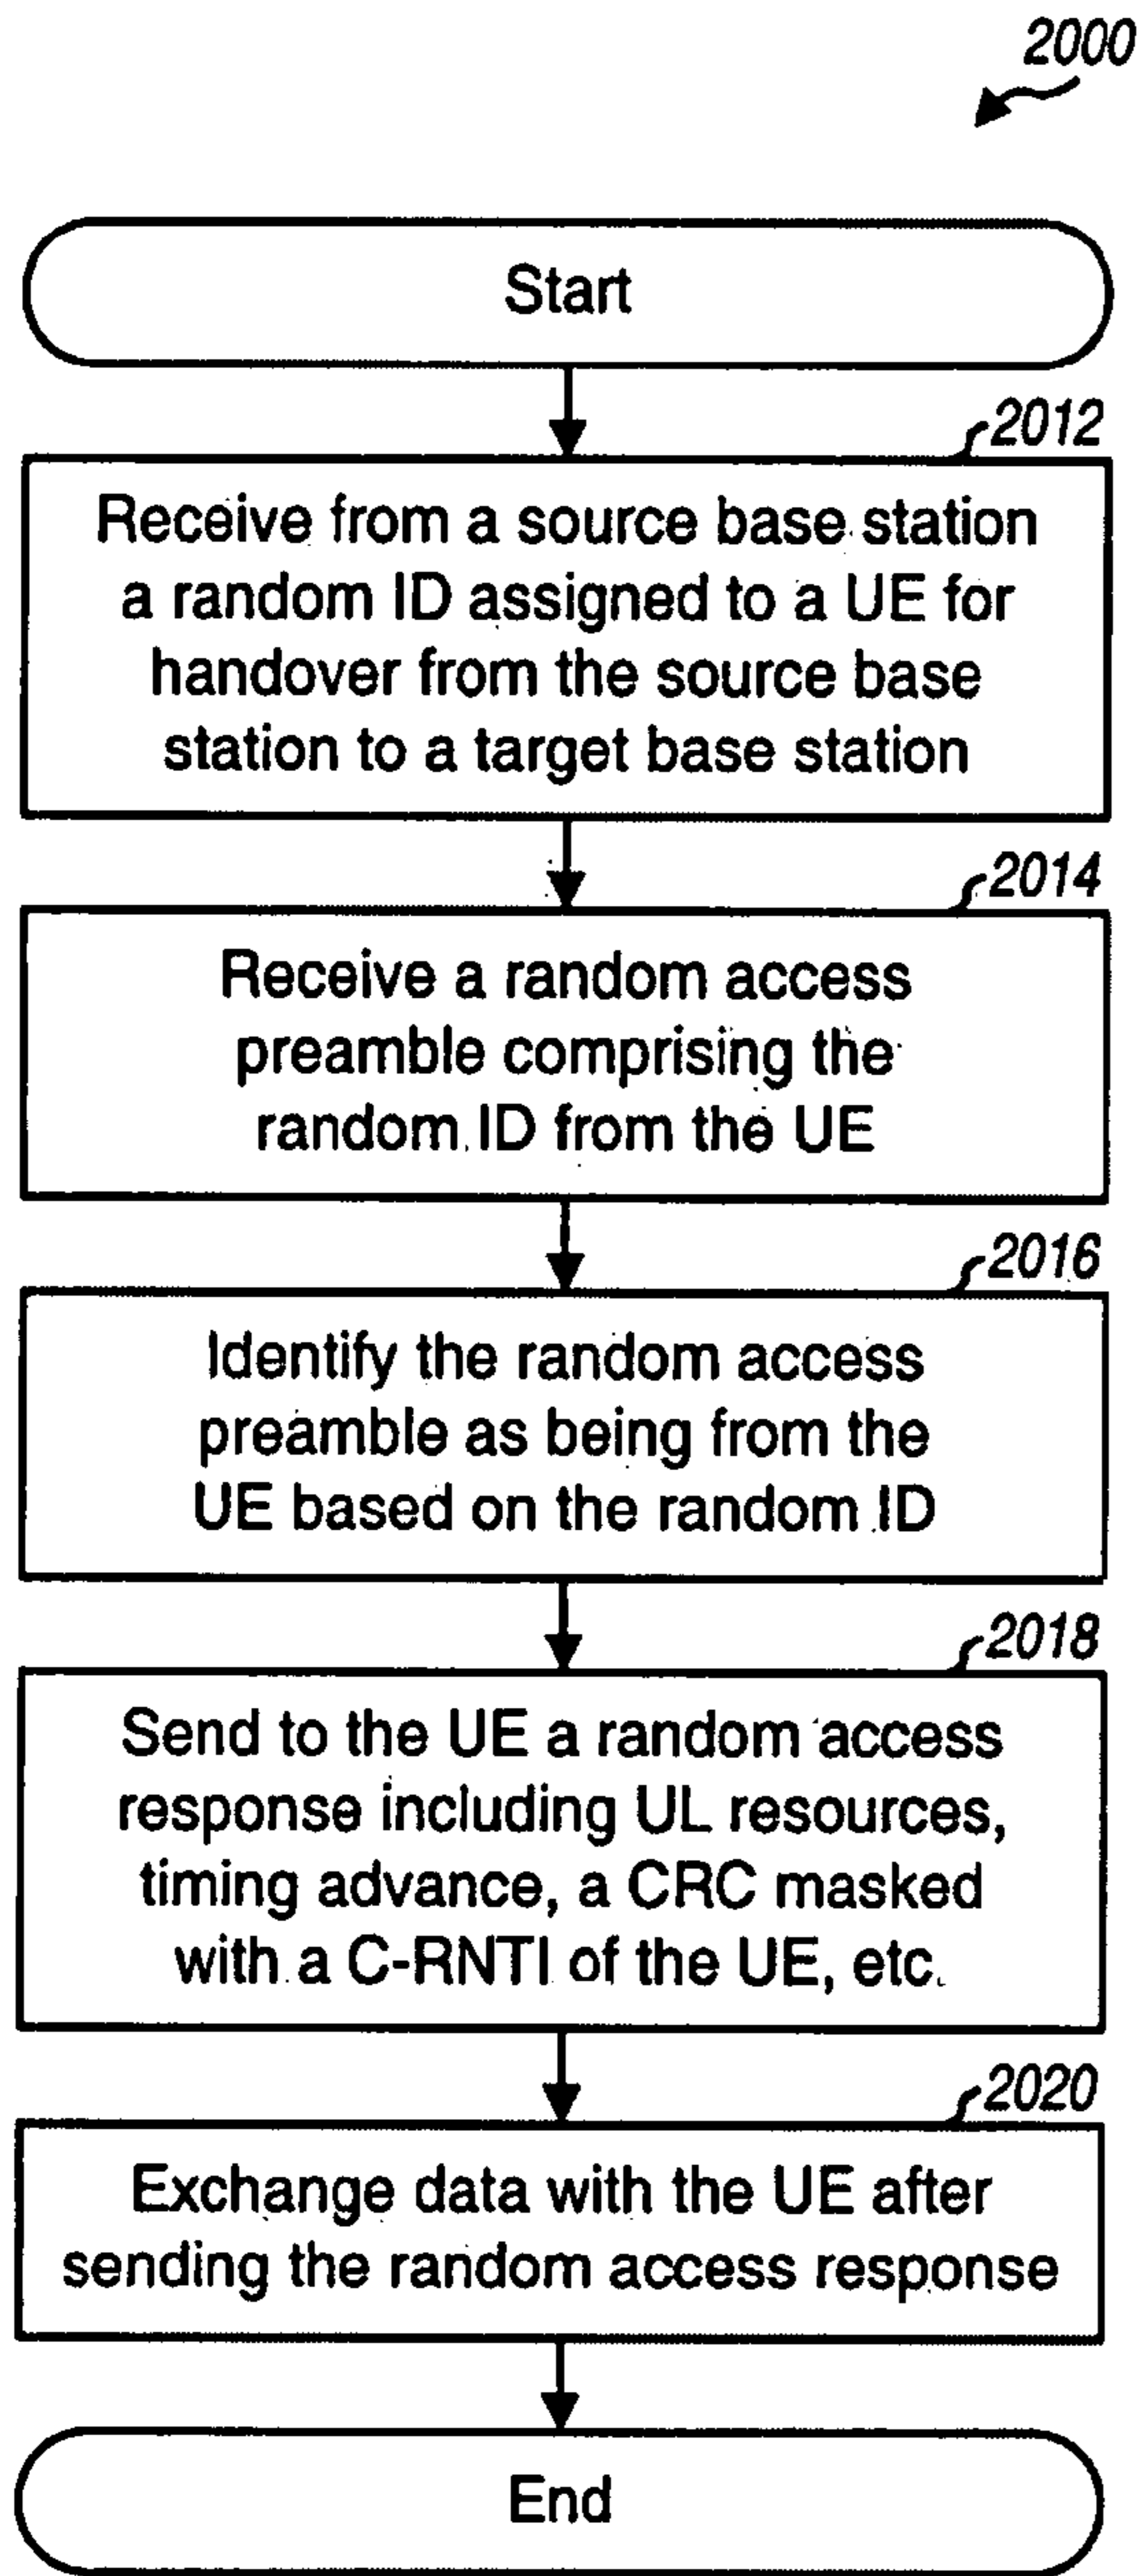 2000
Start
2012
Receive from a source base station
a random ID assigned to a UE for
handover from the source base
station to a target base station
2014
Receive a random access
preamble comprising the
random ID from the UE
2016
Identify the random access
preamble as being from the
UE based on the random ID
2018
Send to the UE a random access
response including UL resources,
timing advance, a CRC masked
with a C-RNTI of the UE, etc.
2020
Exchange data with the UE after
sending the random access response
End